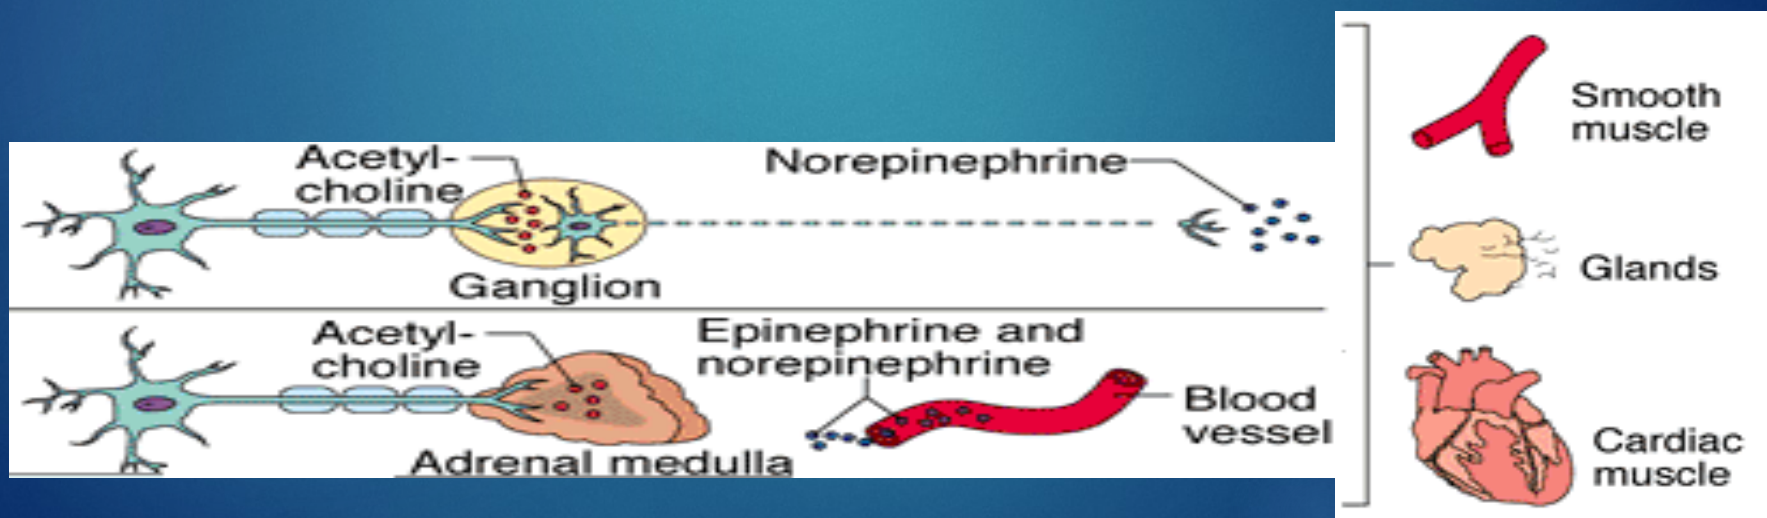 Acetyl-
choline
Norepinephrine
Ganglion
Acetyl-
choline
Epinephrine and
norepinephrine
Blood
vessel
Adrenal medulla
Smooth
muscle
Glands
Cardiac
muscle